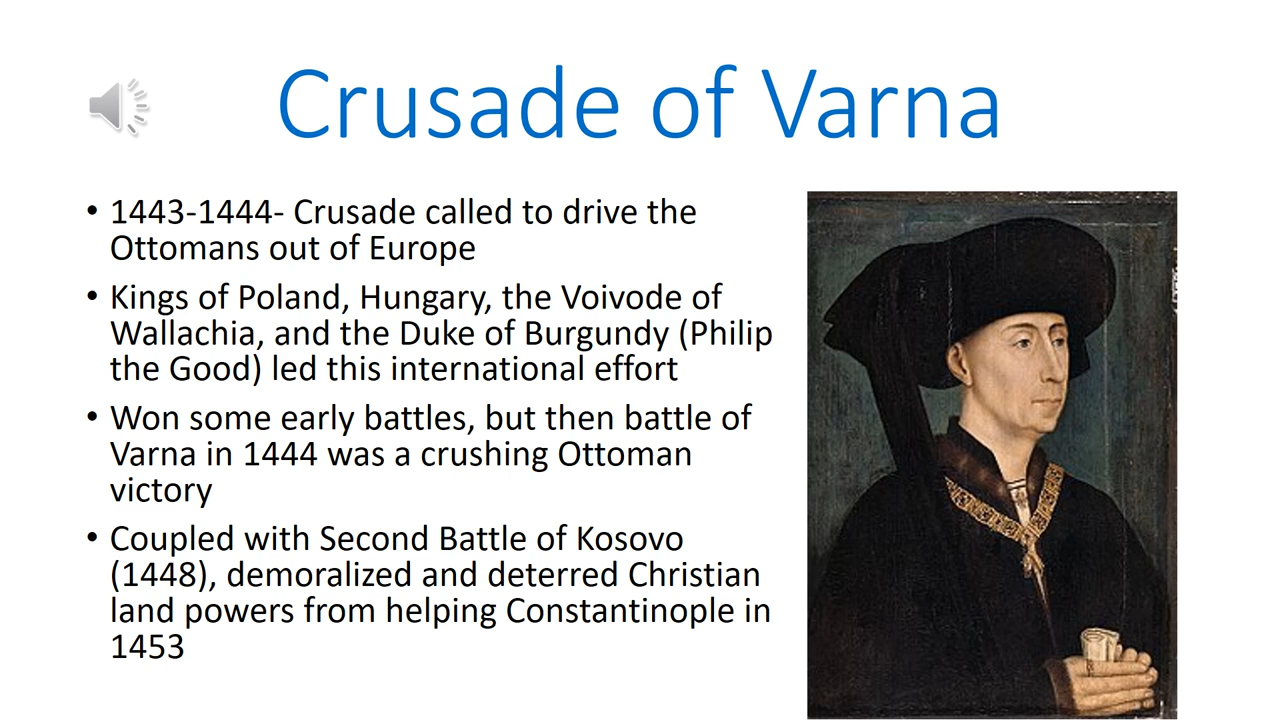 Crusade of Varna
• 1443-1444- Crusade called to drive the
Ottomans out of Europe
• Kings of Poland, Hungary, the Voivode of
Wallachia, and the Duke of Burgundy (Philip
the Good) led this international effort
• Won some early battles, but then battle of
Varna in 1444 was a crushing Ottoman
victory
• Coupled with Second Battle of Kosovo
(1448), demoralized and deterred Christian
land powers from helping Constantinople in
1453